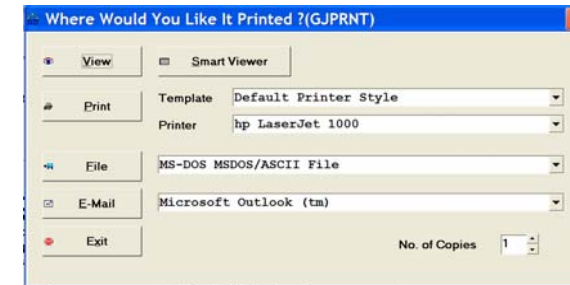 Where Would You Like It Printed ?(GJPRNT)
View Smart Viewer
Print Template Default Printer Style
Printer hp LaserJet 1000
File MS-DOS MSDOS/ASCII File
E-Mail Microsoft Outlook (tm)
Exit No. of Copies 1